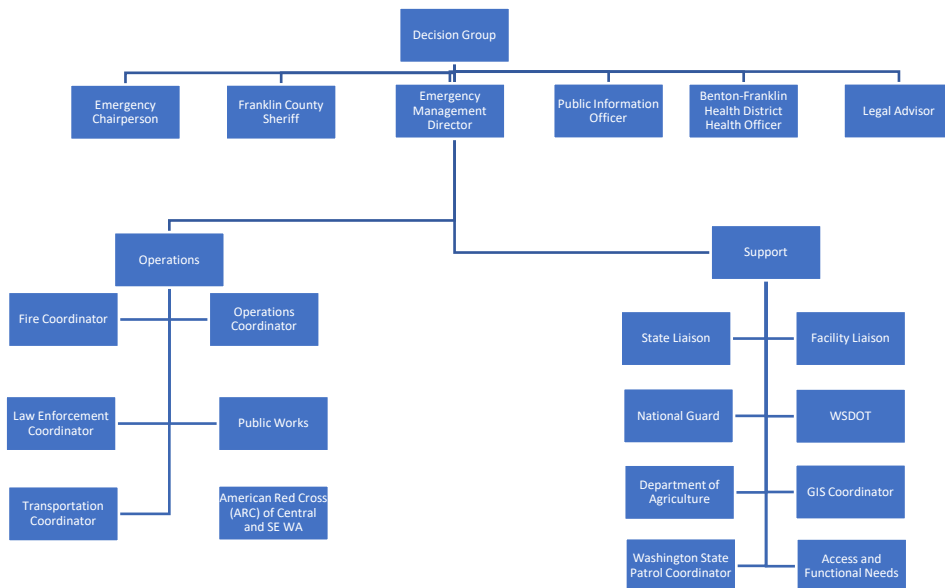 Decision Group
Emergency
Chairperson
Franklin County
Sheriff
Emergency
Management
Director
Public Information
Officer
Benton-Franklin
Health District
Health Officer
Legal Advisor
Operations
Support
Fire Coordinator
Operations
Coordinator
State Liaison
Facility Liaison
Law Enforcement
Coordinator
Public Works
National Guard
WSDOT
Transportation
Coordinator
American Red Cross
(ARC) of Central
and SE WA
Department of
Agriculture
GIS Coordinator
Washington State
Patrol Coordinator
Access and
Functional Needs